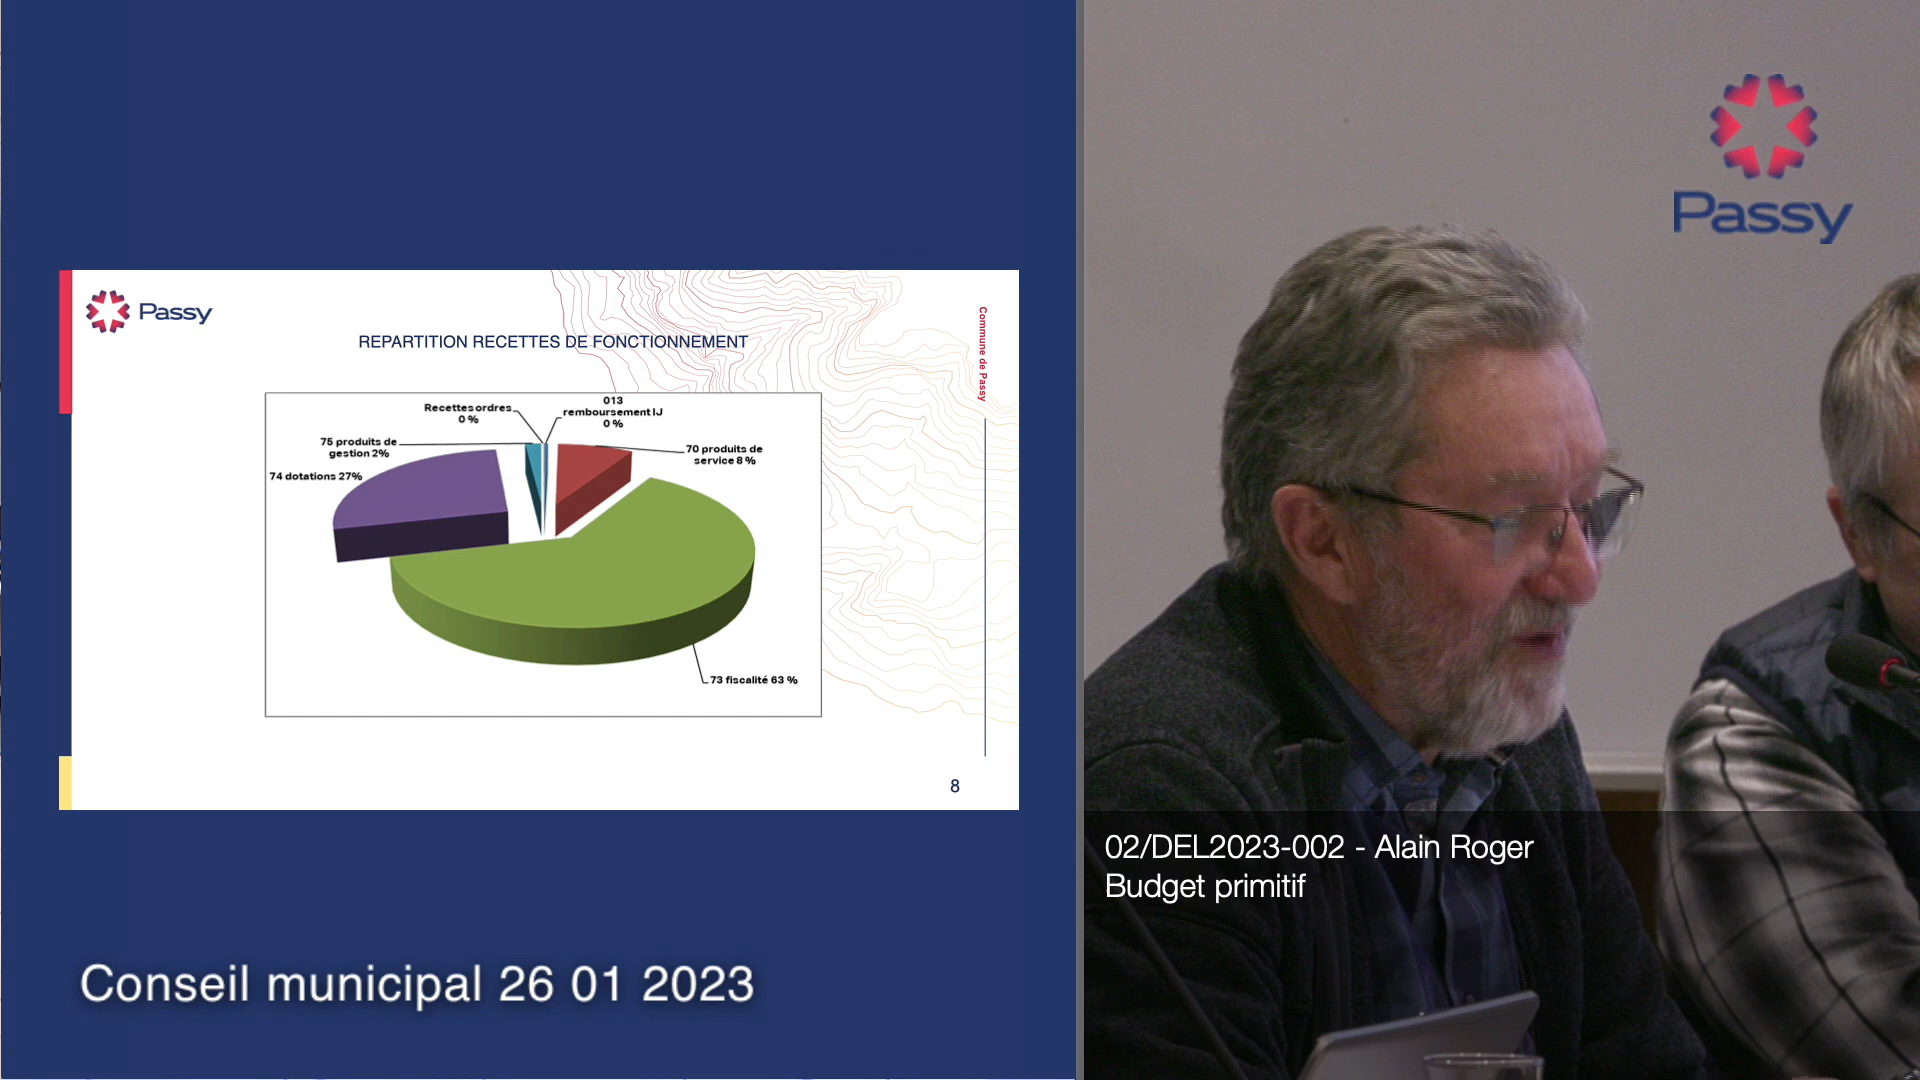 Passy
REPARTITION RECETTES DE FONCTIONNEMENT
Commune de Passy
Recettes ordres
0 %
013
remboursement IJ
0 %
75 produits de
gestion 2%
70 produits de
service 8 %
74 dotations 27%
73 fiscalité 63 %
8
Conseil municipal 26 01 2023
Passy
02/DEL2023-002 - Alain Roger
Budget primitif